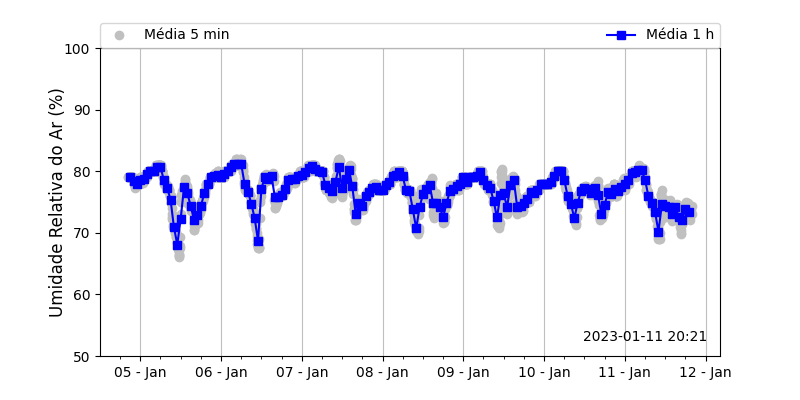 Média 5 min
Média 1 h
100
90
80
70
60
50
Umidade Relativa do Ar (%)
2023-01-11 20:21
05 - Jan
06 - Jan
07 - Jan
08 - Jan
09 - Jan
10 - Jan
11 - Jan
12 - Jan